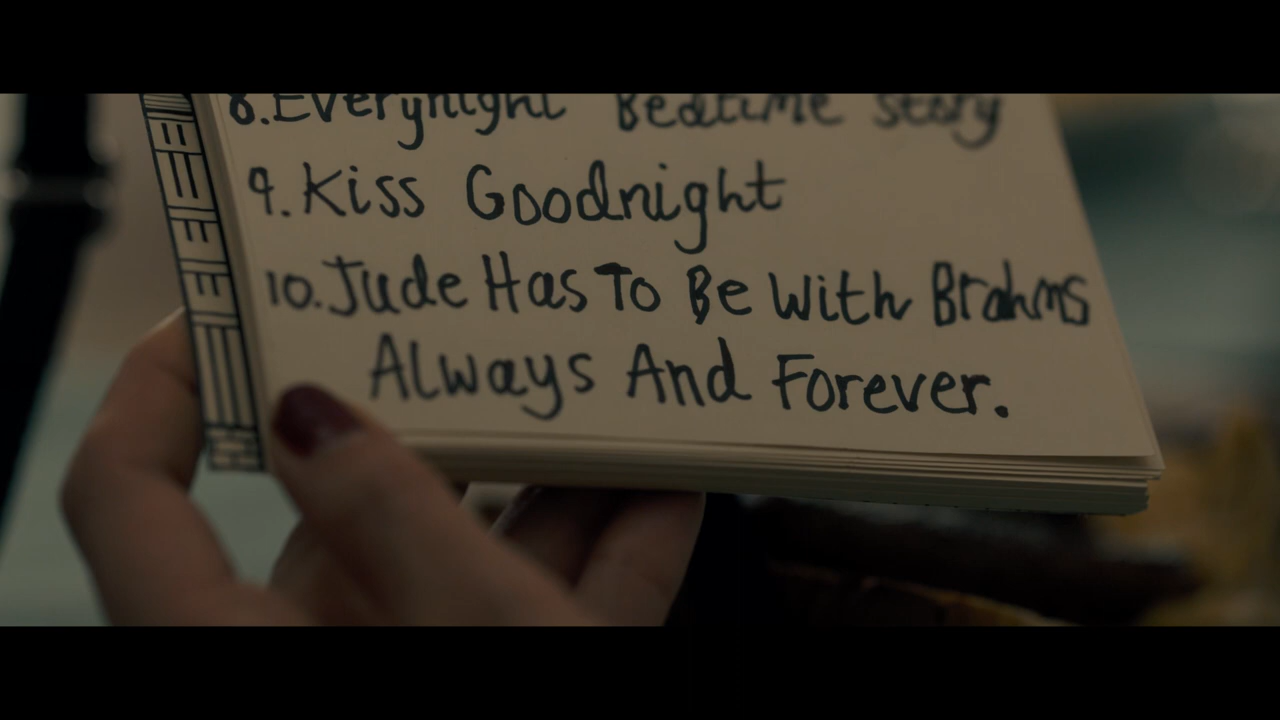 8. Everynight Bedtime story
9. Kiss Goodnight
10. Jude Has To Be With Brahms
Always And Forever.